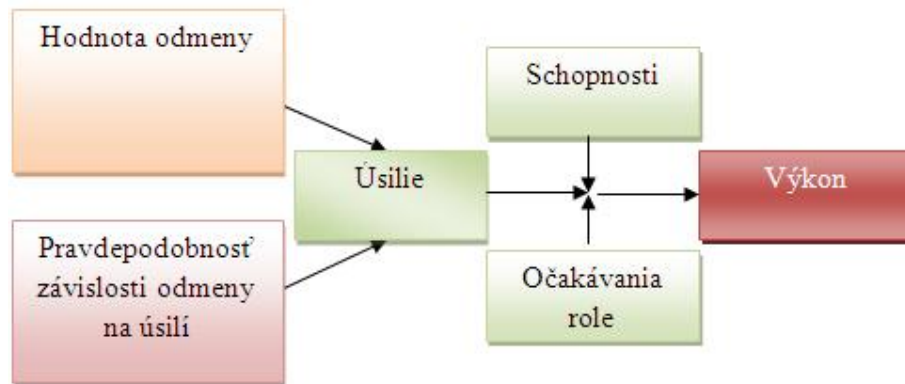 Hodnota odmeny
Schopnosti
Úsilie
Výkon
Pravdepodobnosť
závislosti odmeny
na úsilí
Očakávania
role